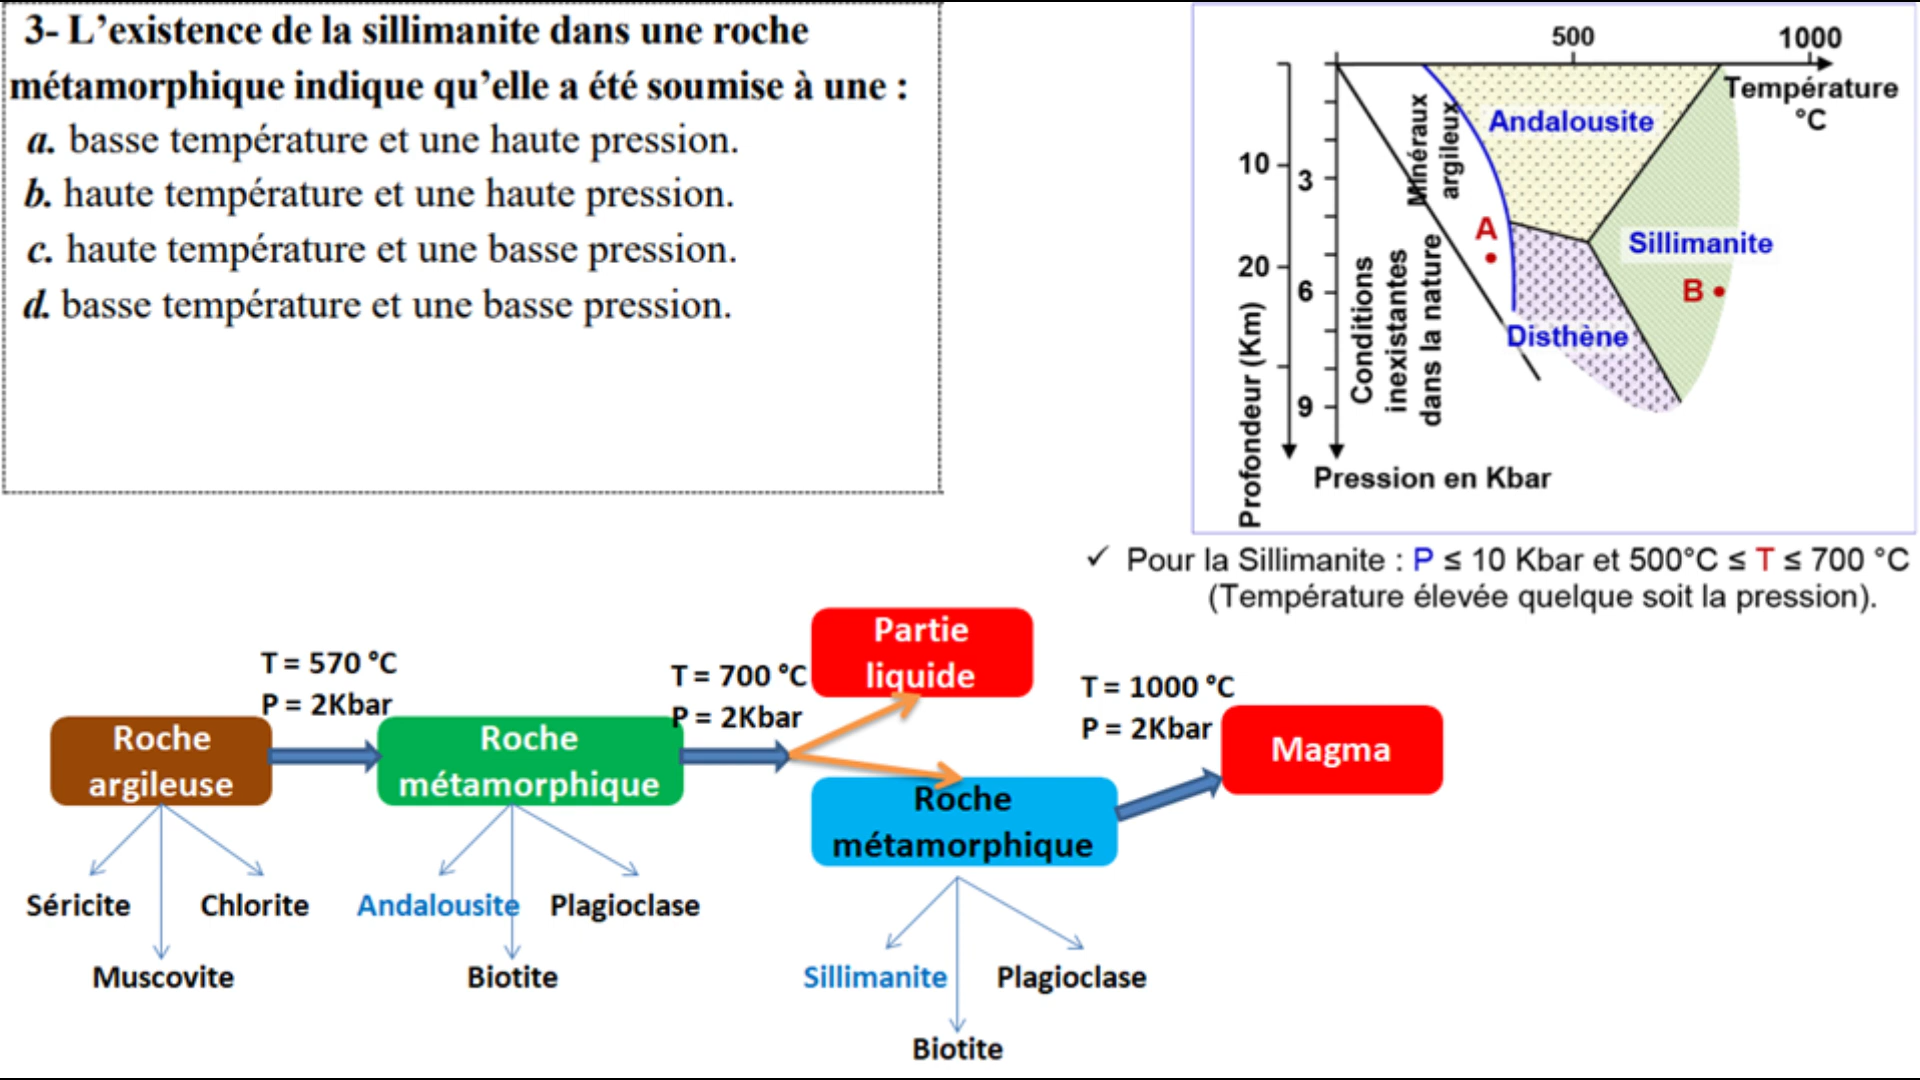 3- L’existence de la sillimanite dans une roche
métamorphique indique qu’elle a été soumise à une :
a. basse température et une haute pression.
b. haute température et une haute pression.
c. haute température et une basse pression.
d. basse température et une basse pression.
500
1000
Température
°C
Minéraux
argileux
Andalousite
10
3
A
Sillimanite
20
6
B
Conditions
inexistantes
dans la nature
Disthène
9
Profondeur (Km)
Pression en Kbar
✓ Pour la Sillimanite : P ≤ 10 Kbar et 500°C ≤ T ≤ 700 °C
(Température élevée quelque soit la pression).
T = 570 °C
P = 2Kbar
T = 700 °C
P = 2Kbar
Partie
liquide
T = 1000 °C
P = 2Kbar
Roche
argileuse
Roche
métamorphique
Magma
Roche
métamorphique
Séricite
Chlorite
Andalousite
Plagioclase
Muscovite
Biotite
Sillimanite
Plagioclase
Biotite